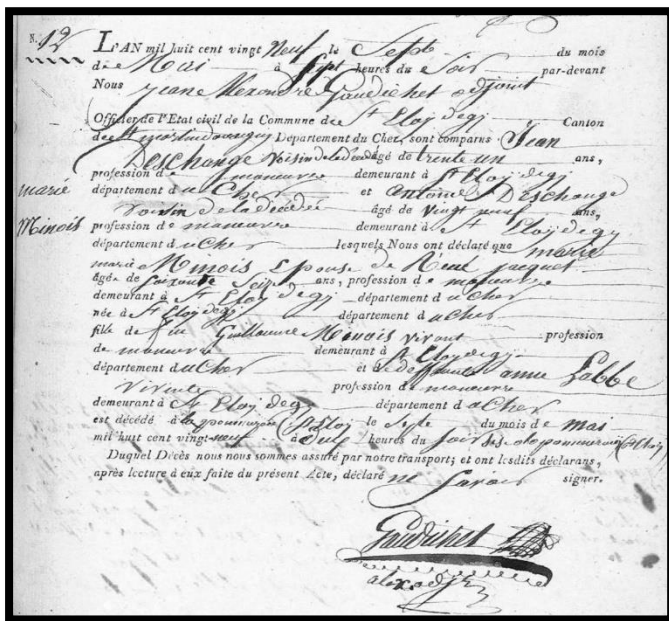 N. 12
L'AN mil huit cent vingt Neuf le Sept du mois
de Mai à Sept heures du Soir par-devant
Nous jean Alexandre Gaudichet adjoint
Officier de l'Etat civil de la Commune de St Eloy de gy Canton
de St martin dauxigny Département du Cher, sont comparus Jean
Deschange Voisin de la décédé âgé de trente un ans,
profession de manœuvre demeurant à St Eloy de gy
département du Cher et antoine Deschange
voisin de la décédée âgé de vingt neuf ans,
profession de manœuvre demeurant à St Eloy de gy
département du Cher lesquels Nous ont déclaré que marie
marie Minois
marie Minois Epouse de René jacquet
âgée de Soixante Seize ans, profession de manœuvre
demeurant à St Eloy de gy département du Cher
née à St Eloy de gy département du Cher
fille de feu Guillaume Minois vivant profession
de manœuvre demeurant à St Eloy de gy
département du Cher et de deffunte anne Labbe
vivante profession de manœuvre
demeurant à St Eloy de gy département du Cher
est décédé à St Eloy le Septe du mois de mai
mil huit cent vingt-neuf à heures du Soir
Duquel Décès nous nous sommes assuré par notre transport; et ont lesdits déclarans,
après lecture à eux faite du présent Acte, déclaré ne Savoir signer.
Gaudichet